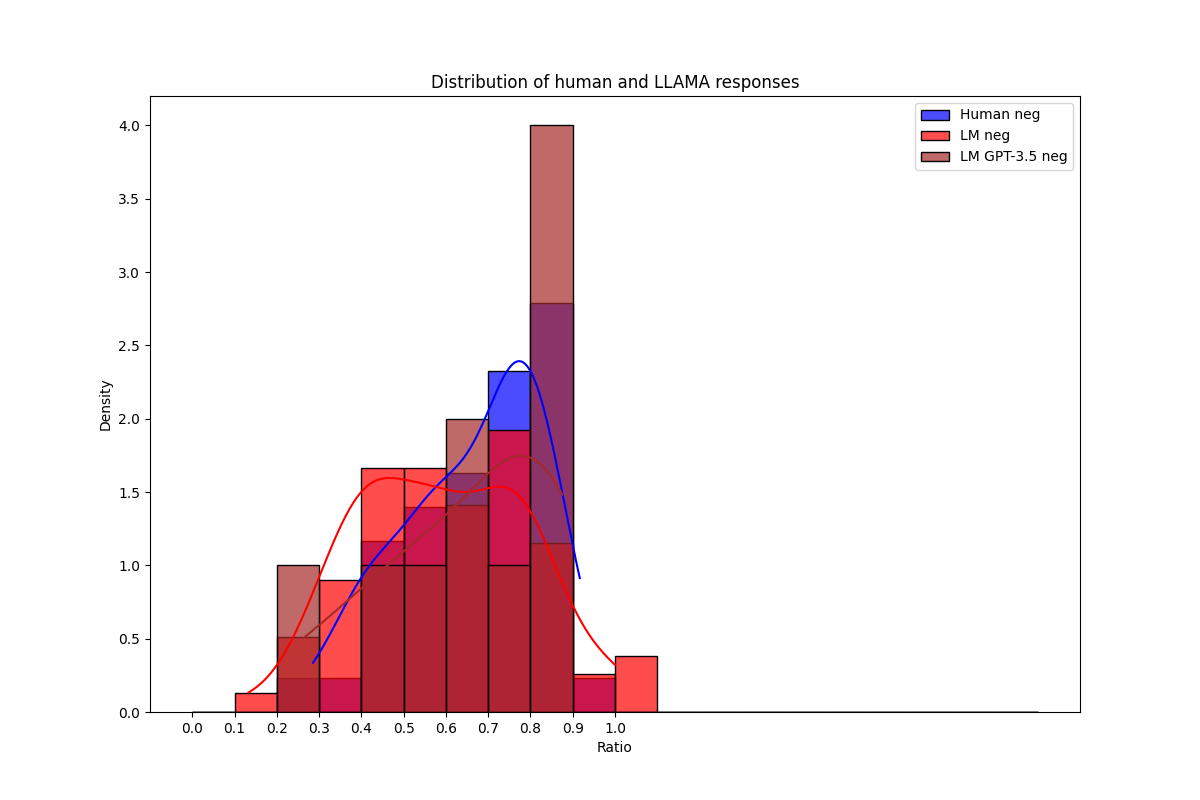 Distribution of human and LLAMA responses
Human neg
LM neg
LM GPT-3.5 neg
4.0
3.5
3.0
2.5
2.0
1.5
1.0
0.5
0.0
Density
0.0 0.1 0.2 0.3 0.4 0.5 0.6 0.7 0.8 0.9 1.0
Ratio